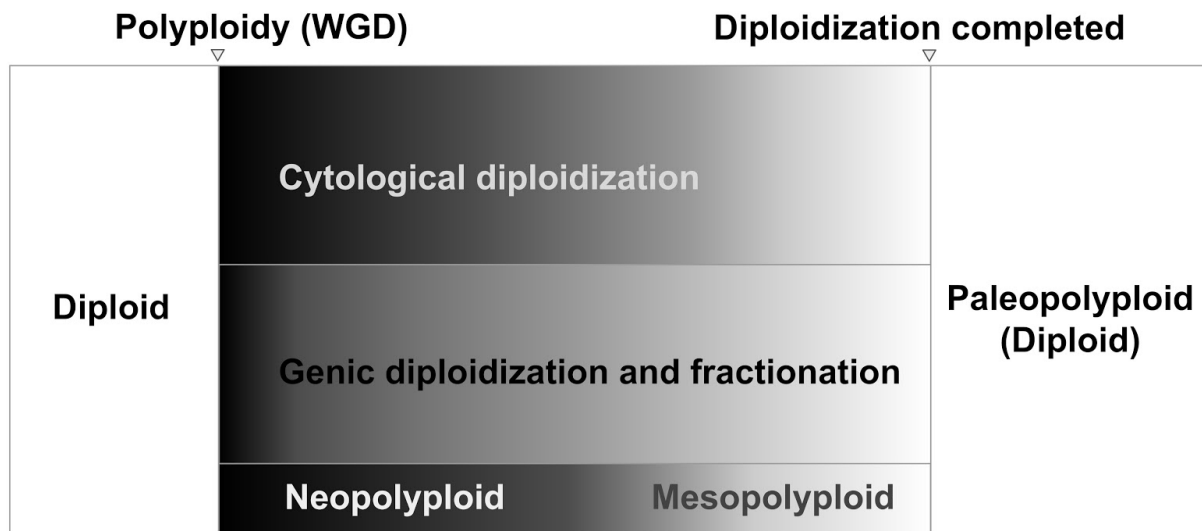 Polyploidy (WGD)
Diploidization completed
Cytological diploidization
Diploid
Genic diploidization and fractionation
Paleopolyploid
(Diploid)
Neopolyploid
Mesopolyploid